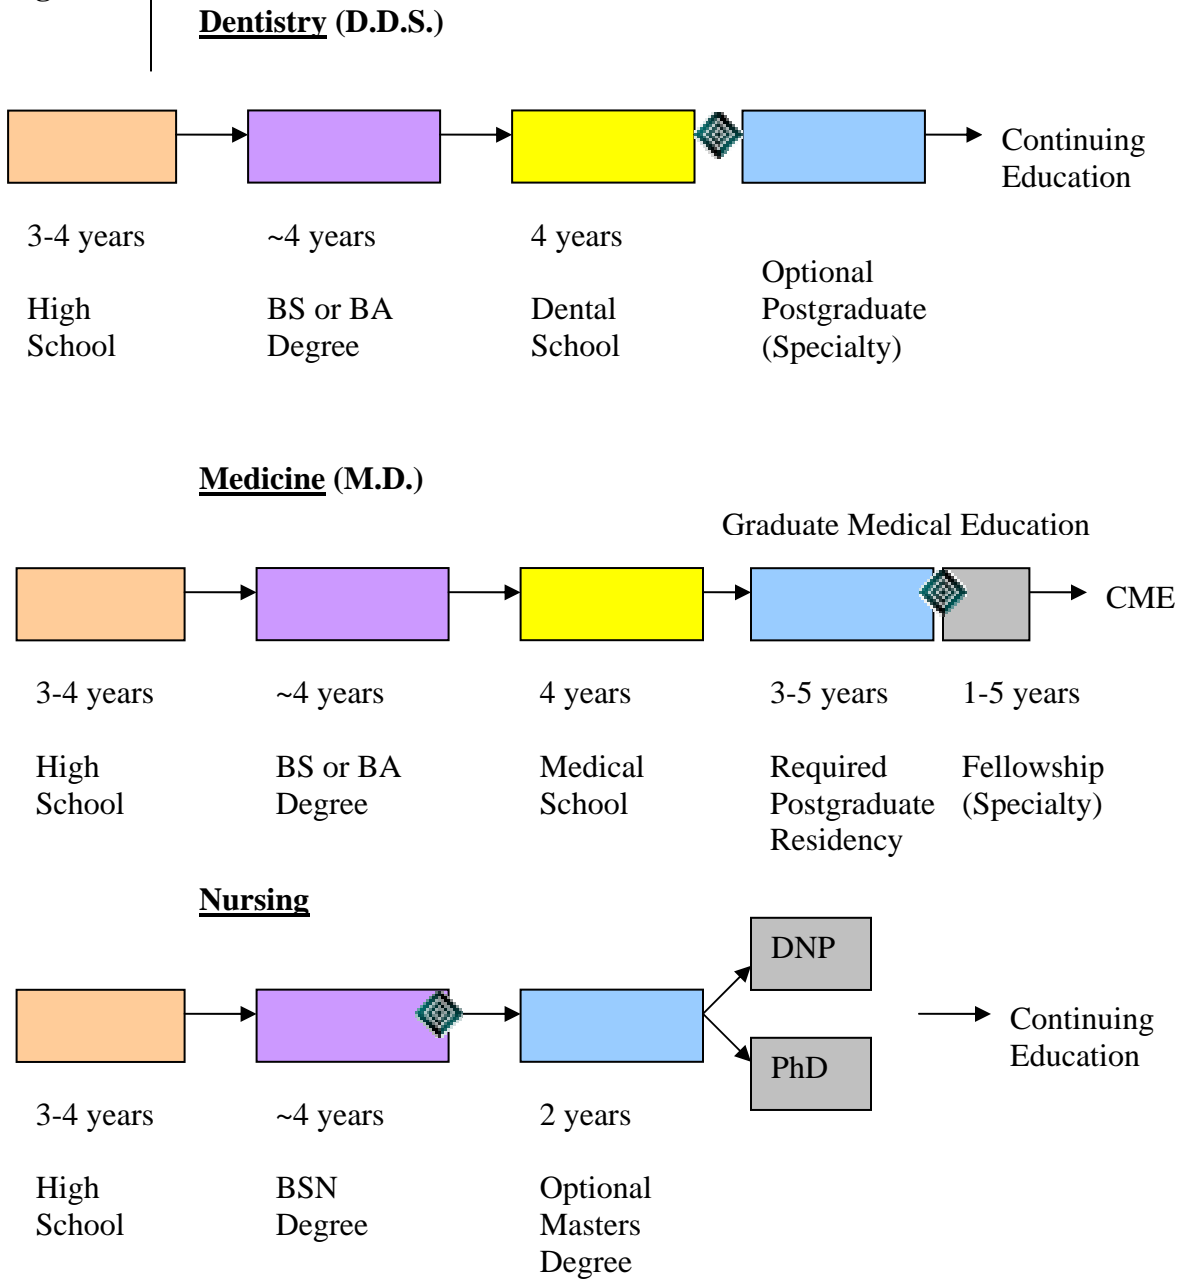 Dentistry (D.D.S.)
Continuing
Education
3-4 years
~4 years
4 years
High
School
BS or BA
Degree
Dental
School
Optional
Postgraduate
(Specialty)
Medicine (M.D.)
Graduate Medical Education
CME
3-4 years
~4 years
4 years
3-5 years
1-5 years
High
School
BS or BA
Degree
Medical
School
Required
Postgraduate
Residency
Fellowship
(Specialty)
Nursing
DNP
PhD
Continuing
Education
3-4 years
~4 years
2 years
High
School
BSN
Degree
Optional
Masters
Degree